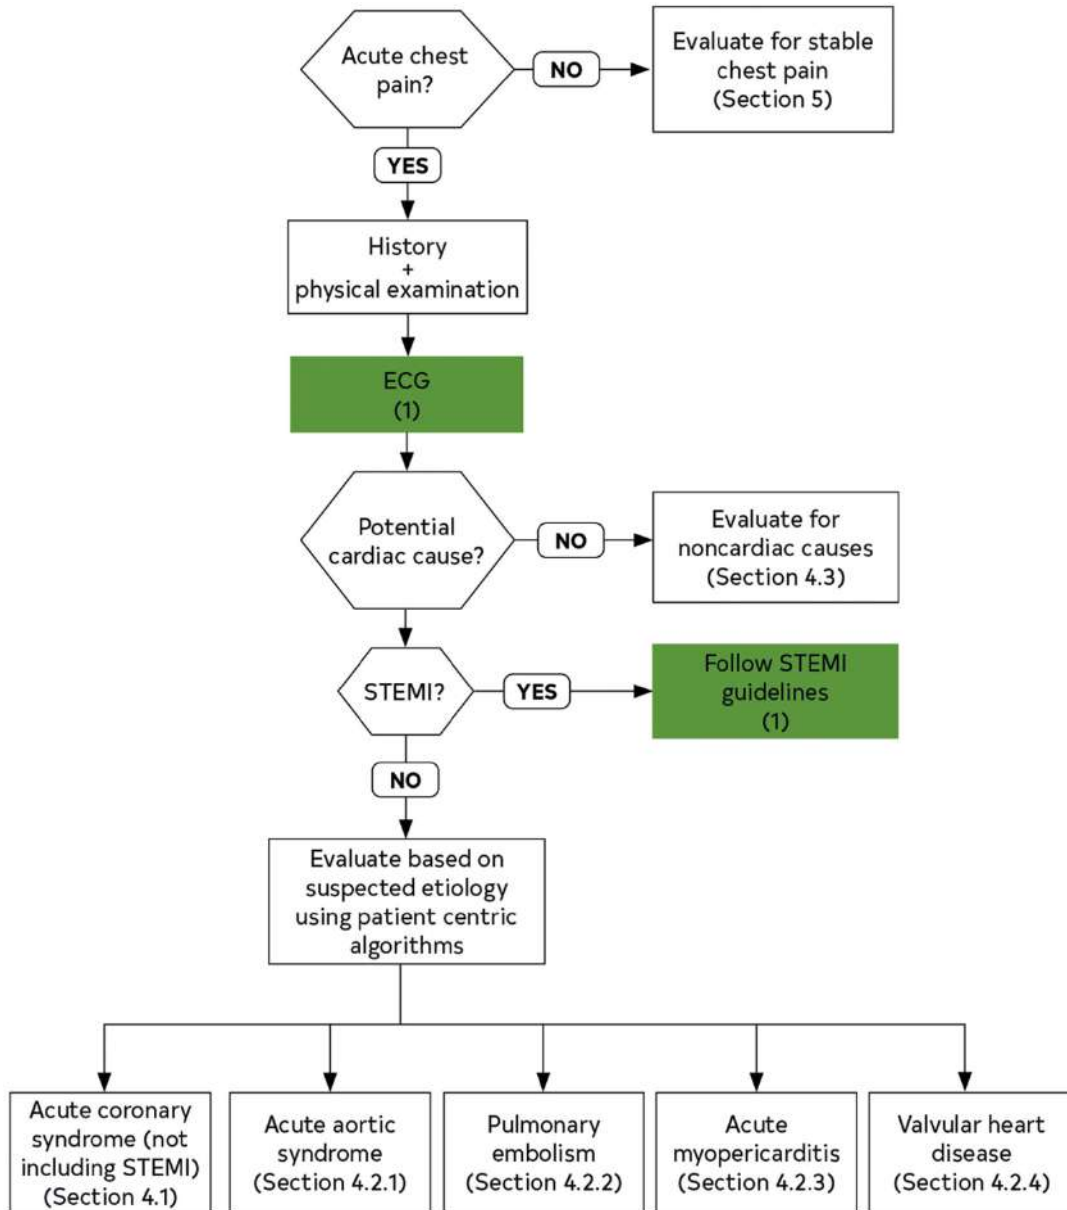 Acute chest
pain?
NO
Evaluate for stable
chest pain
(Section 5)
YES
History
+
physical examination
ECG
(1)
Potential
cardiac cause?
NO
Evaluate for
noncardiac causes
(Section 4.3)
STEMI?
YES
Follow STEMI
guidelines
(1)
NO
Evaluate based on
suspected etiology
using patient centric
algorithms
Acute coronary
syndrome (not
including STEMI)
(Section 4.1)
Acute aortic
syndrome
(Section 4.2.1)
Pulmonary
embolism
(Section 4.2.2)
Acute
myopericarditis
(Section 4.2.3)
Valvular heart
disease
(Section 4.2.4)